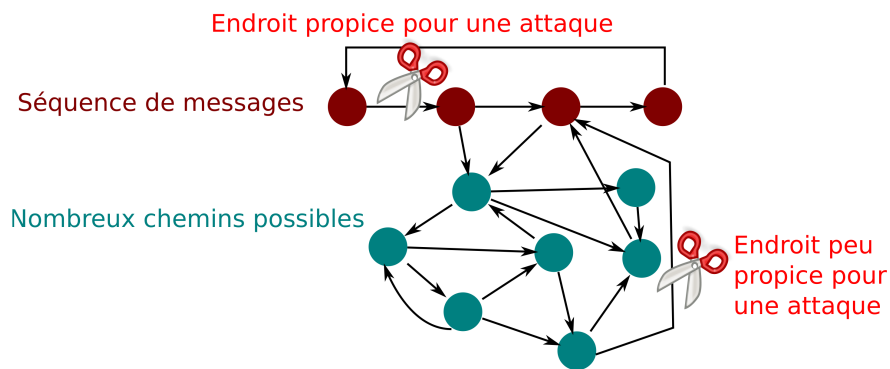 Endroit propice pour une attaque
Séquence de messages
Nombreux chemins possibles
Endroit peu
propice pour
une attaque